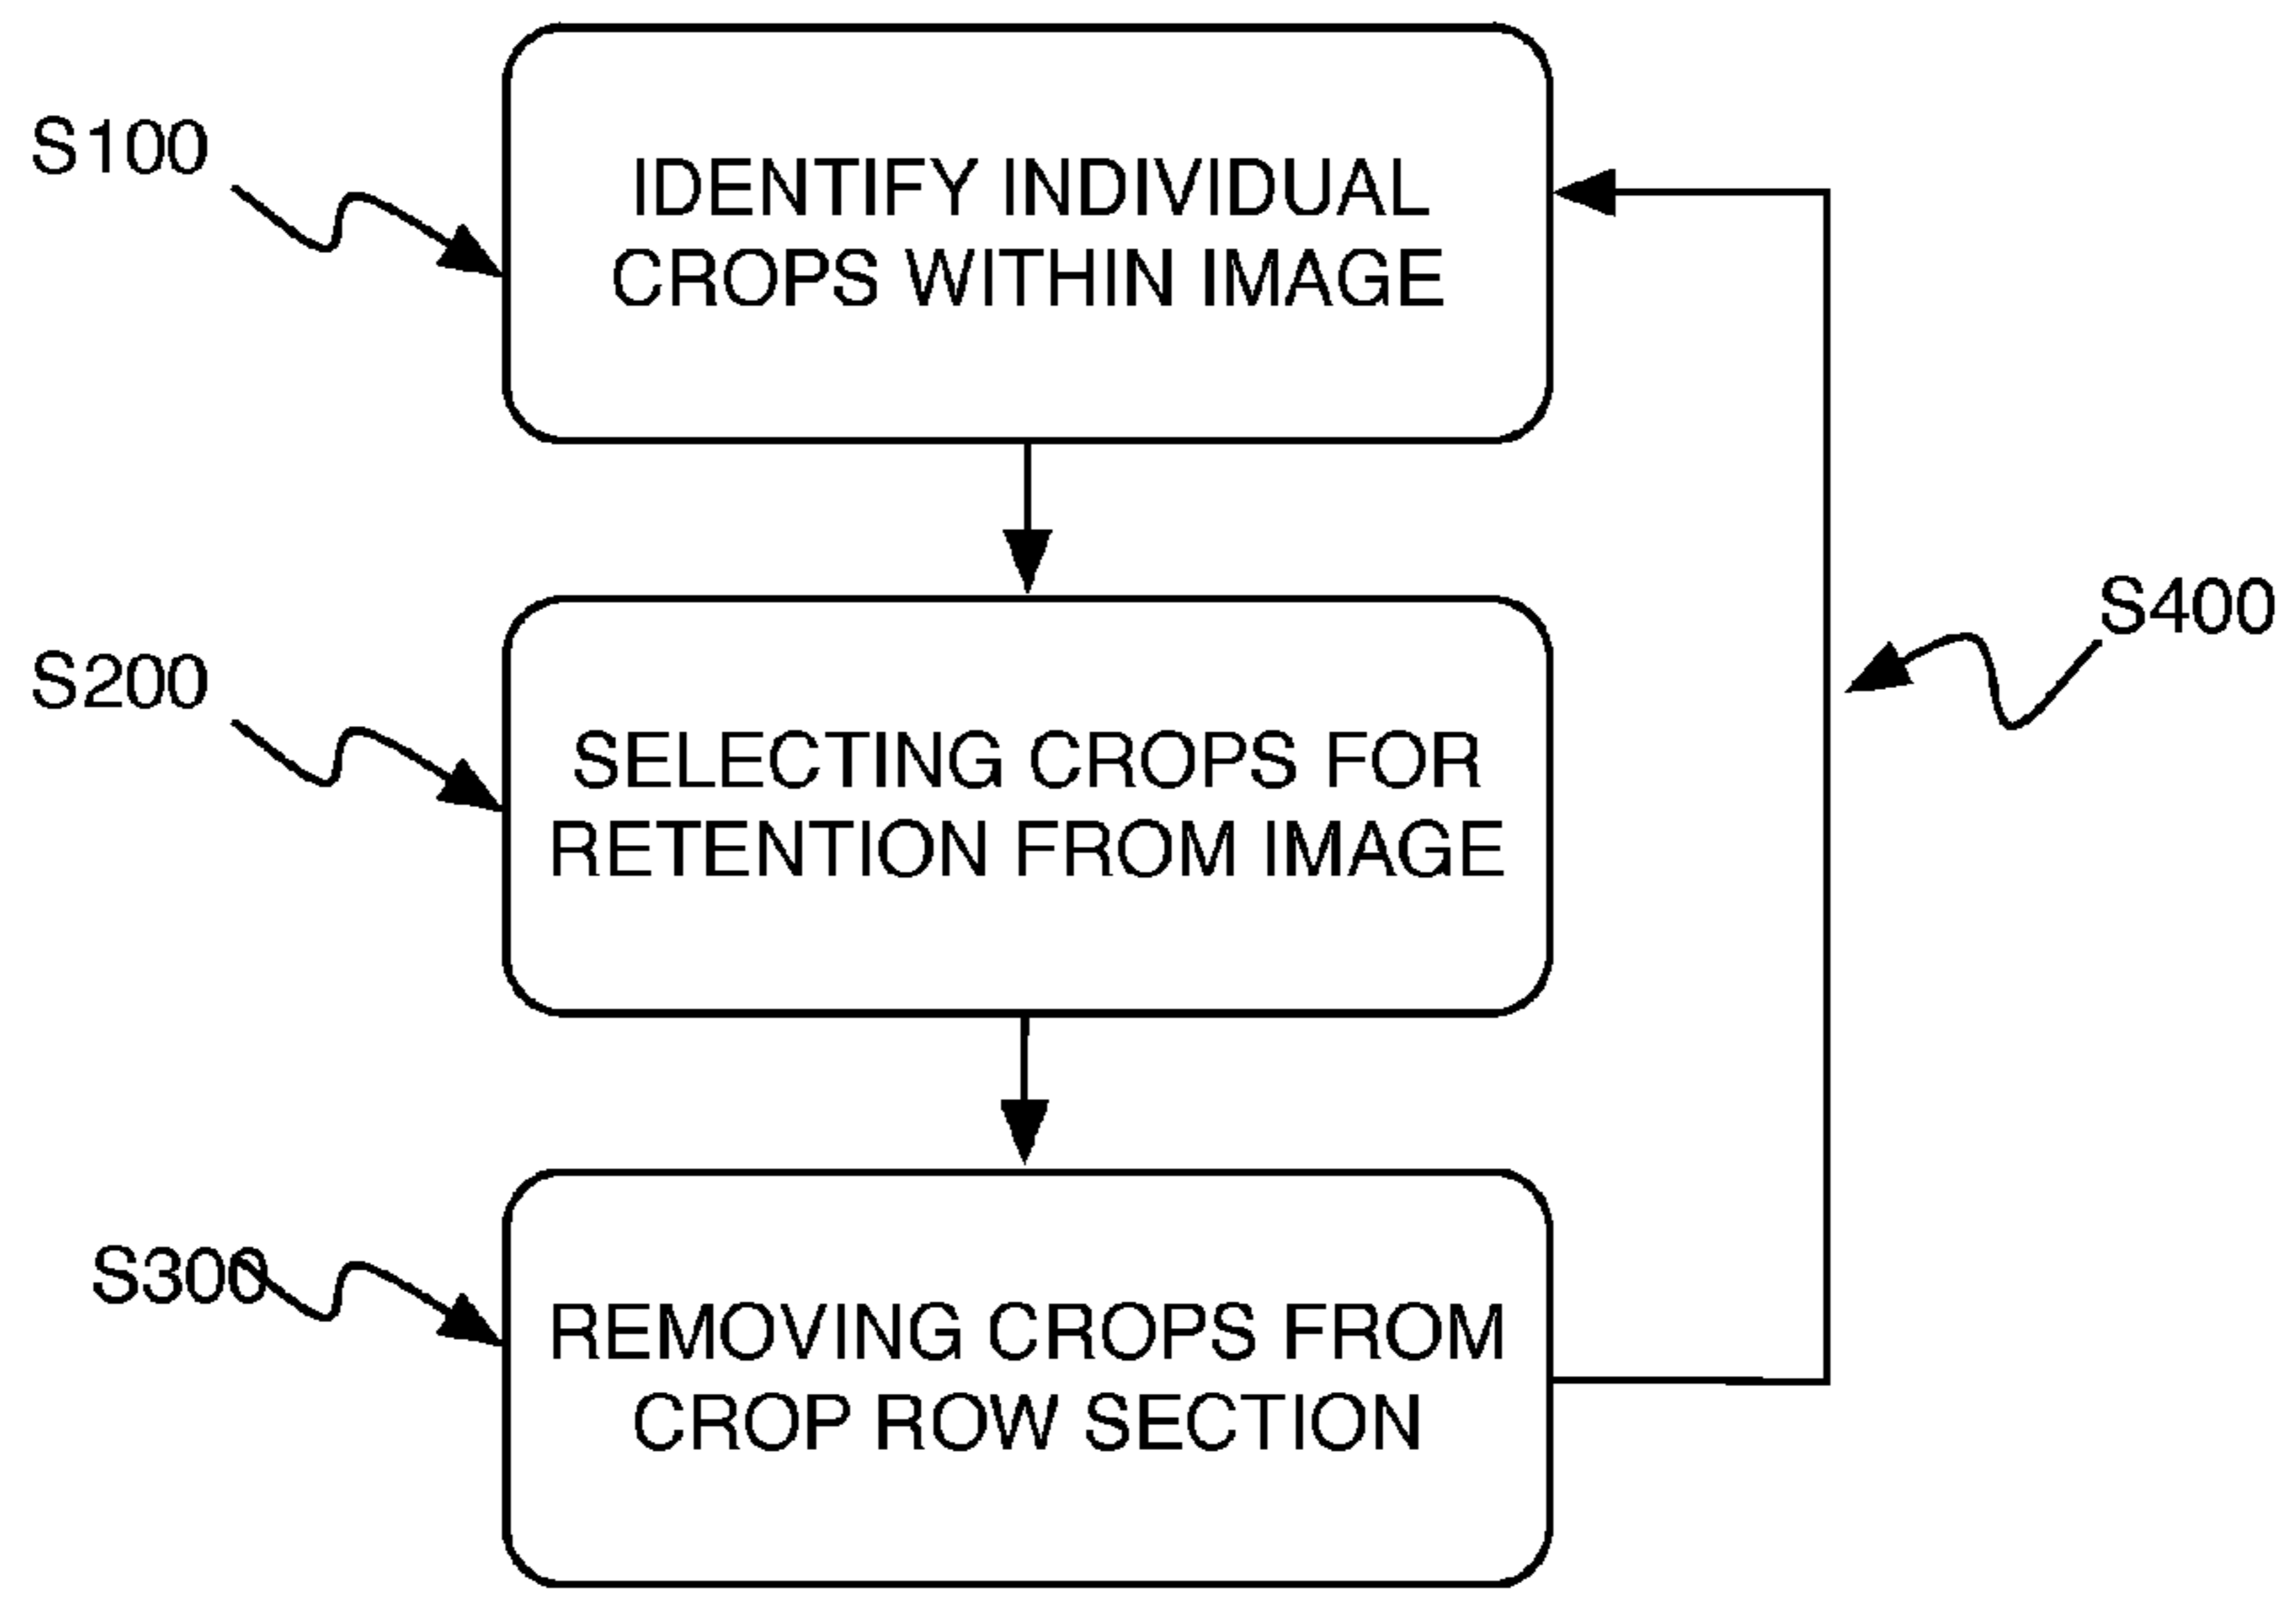 S100
IDENTIFY INDIVIDUAL
CROPS WITHIN IMAGE
S200
SELECTING CROPS FOR
RETENTION FROM IMAGE
S400
S300
REMOVING CROPS FROM
CROP ROW SECTION